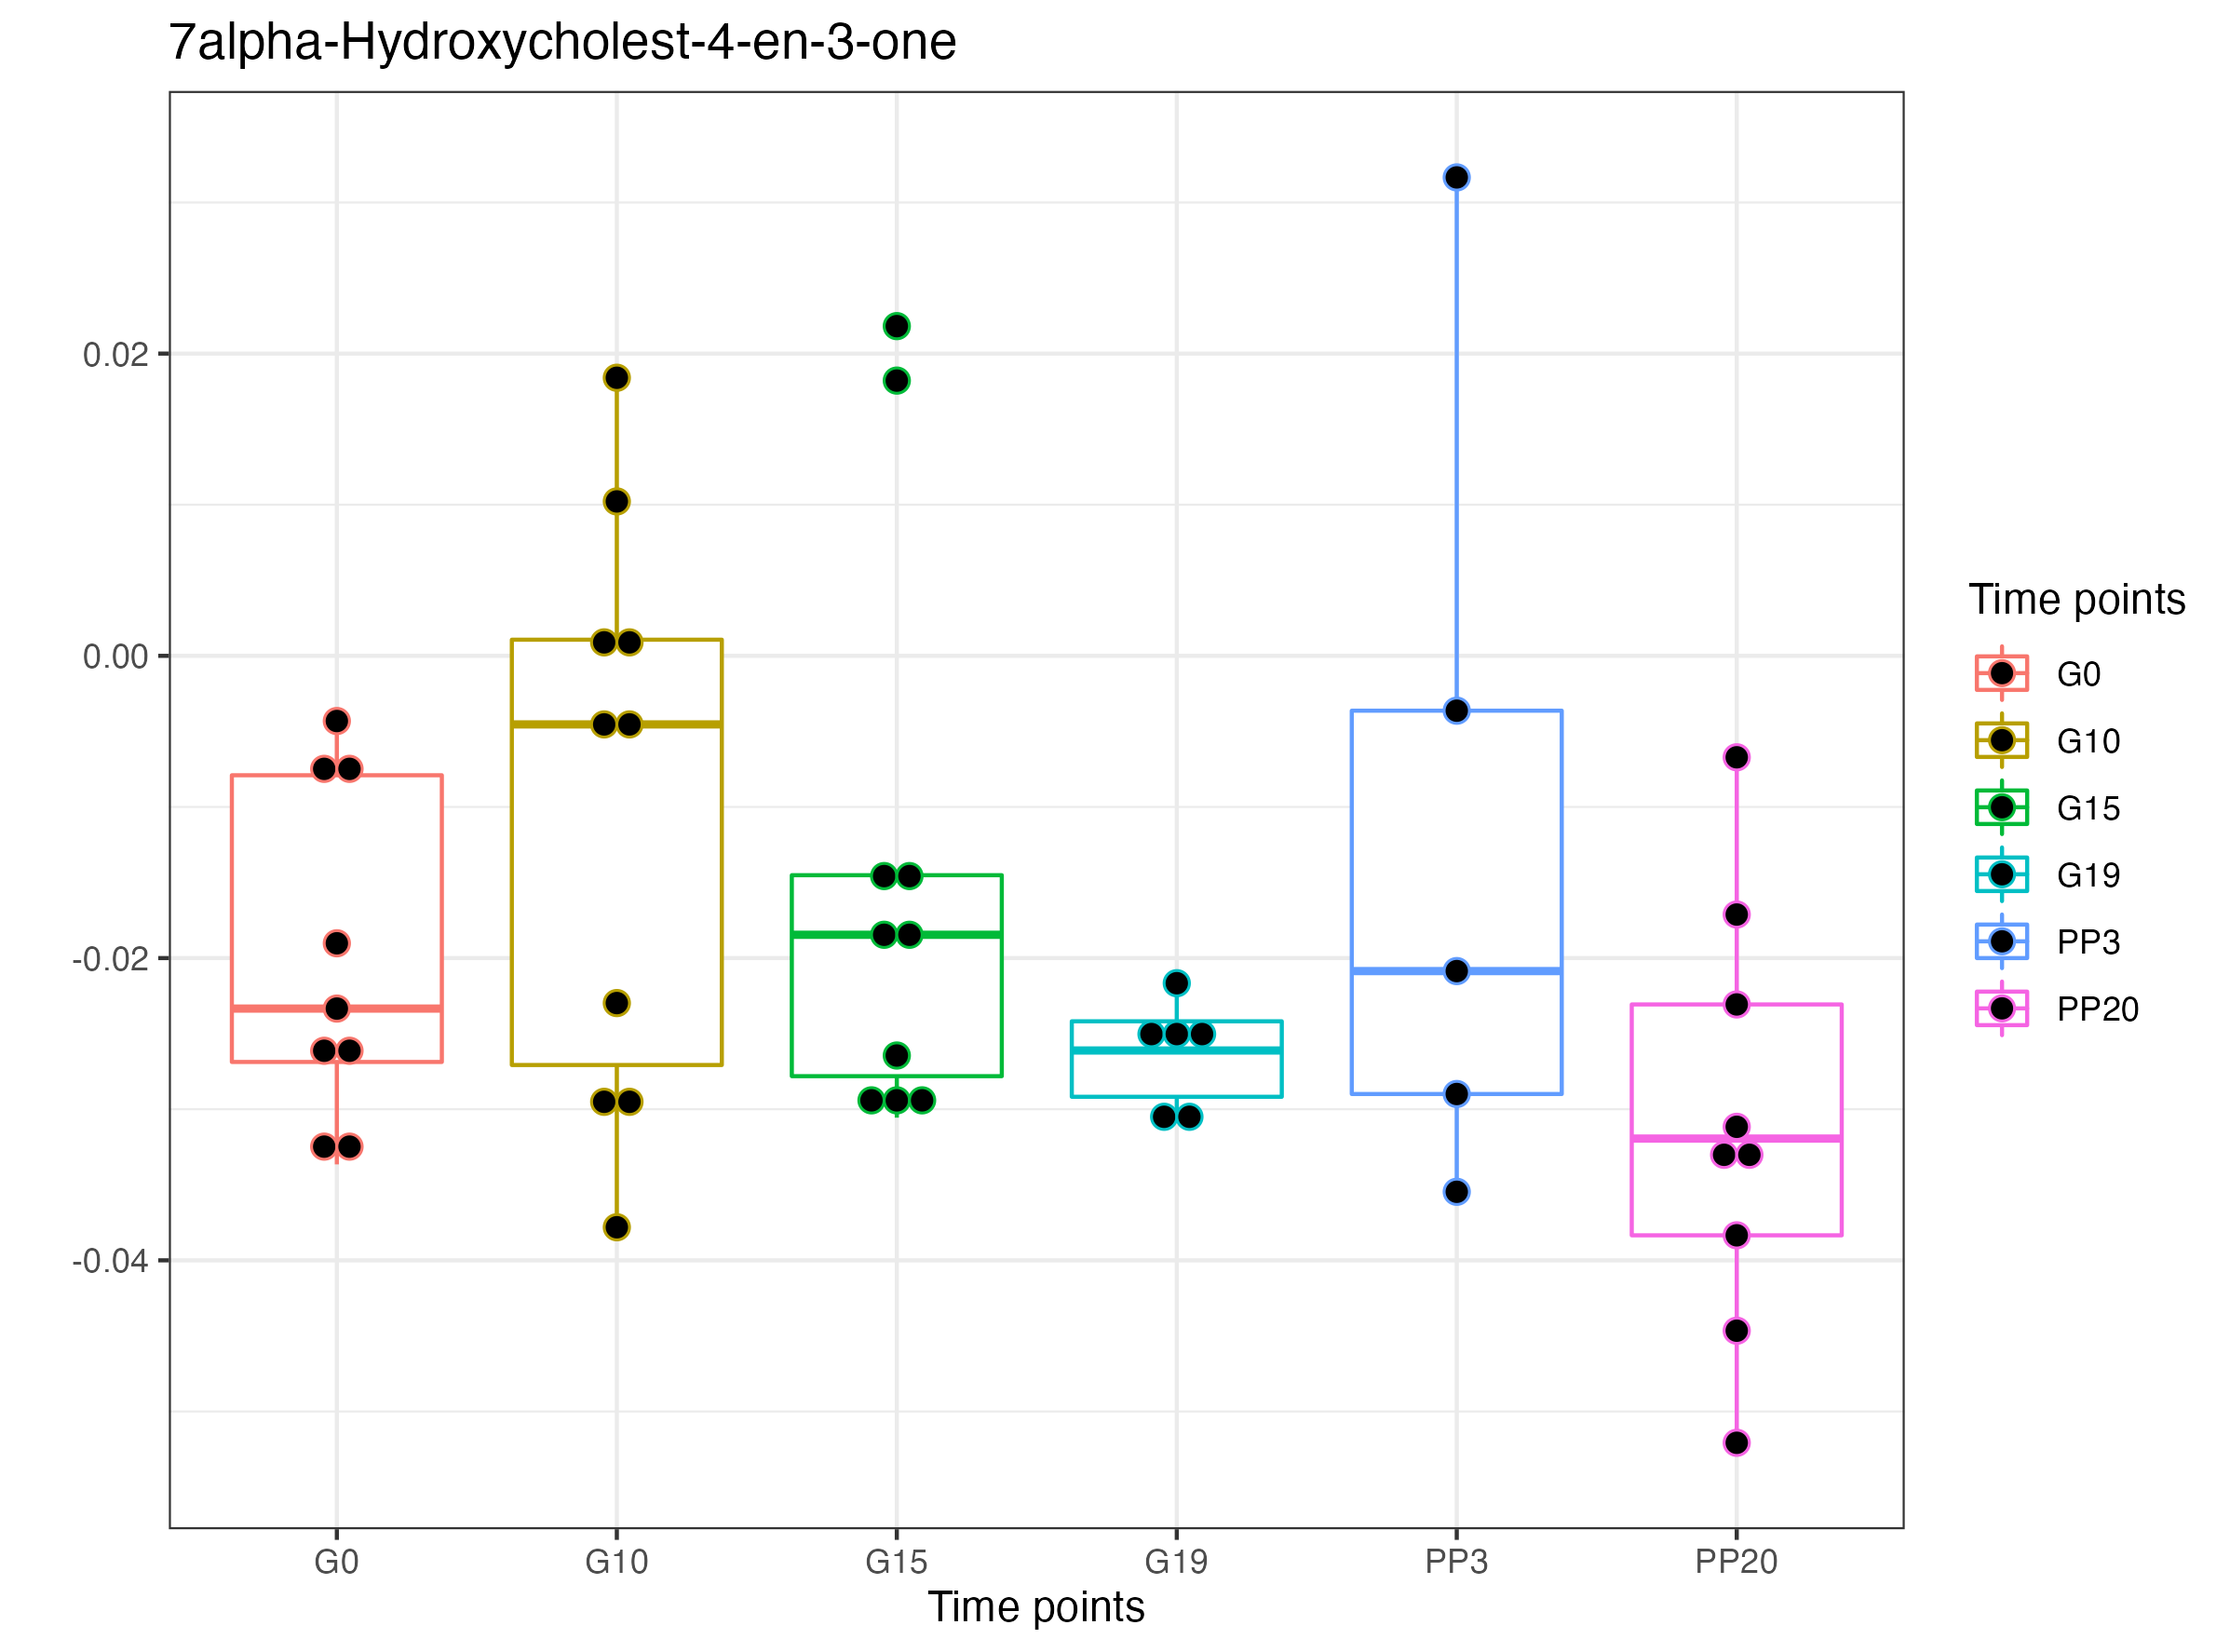 7alpha-Hydroxycholest-4-en-3-one
0.02
0.00
-0.02
-0.04
G0 G10 G15 G19 PP3 PP20
Time points
Time points
G0
G10
G15
G19
PP3
PP20